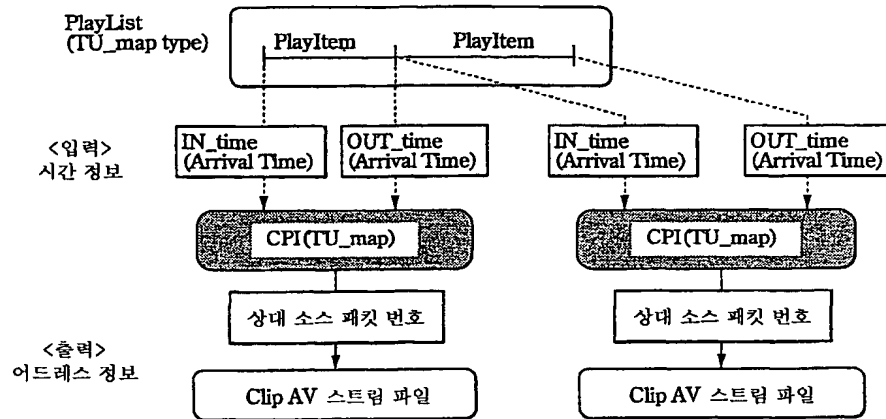 PlayList
(TU_map type)
PlayItem
PlayItem
<입력>
시간 정보
IN_time
(Arrival Time)
OUT_time
(Arrival Time)
IN_time
(Arrival Time)
OUT_time
(Arrival Time)
CPI(TU_map)
CPI(TU_map)
상대 소스 패킷 번호
상대 소스 패킷 번호
<출력>
어드레스 정보
Clip AV 스트림 파일
Clip AV 스트림 파일